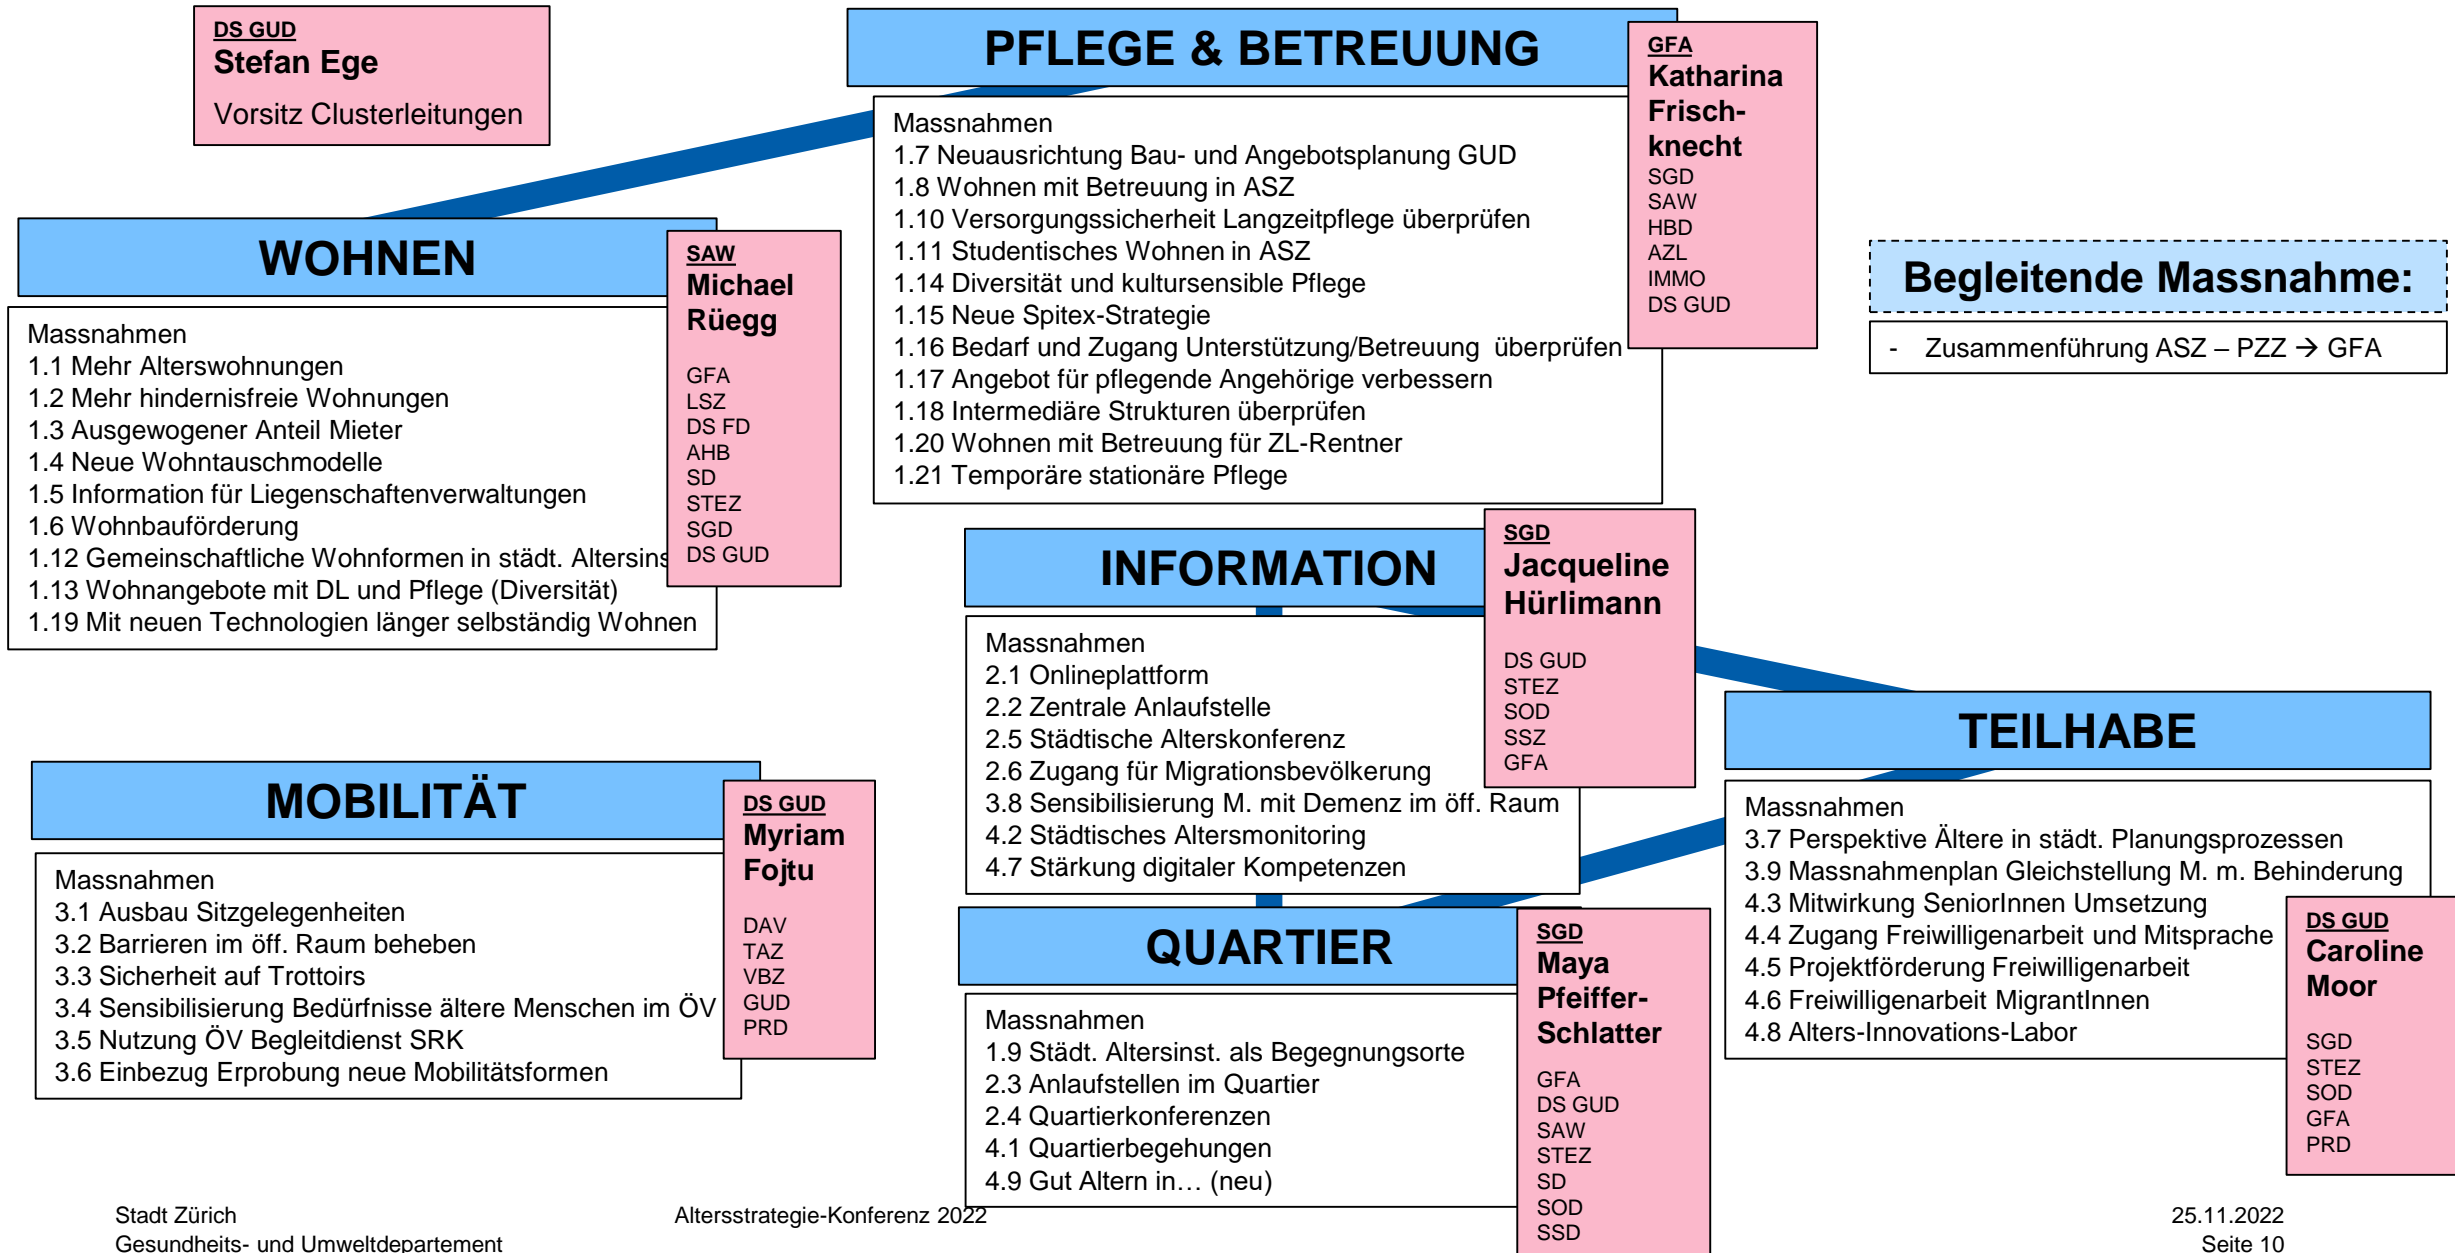 DS GUD
Stefan Ege
Vorsitz Clusterleitungen
PFLEGE & BETREUUNG
GFA
Katharina
Frisch-
knecht
SGD
SAW
HBD
AZL
IMMO
DS GUD
Massnahmen
1.7 Neuausrichtung Bau- und Angebotsplanung GUD
1.8 Wohnen mit Betreuung in ASZ
1.10 Versorgungssicherheit Langzeitpflege überprüfen
1.11 Studentisches Wohnen in ASZ
1.14 Diversität und kultursensible Pflege
1.15 Neue Spitex-Strategie
1.16 Bedarf und Zugang Unterstützung/Betreuung überprüfen
1.17 Angebot für pflegende Angehörige verbessern
1.18 Intermediäre Strukturen überprüfen
1.20 Wohnen mit Betreuung für ZL-Rentner
1.21 Temporäre stationäre Pflege
WOHNEN
SAW
Michael
Rüegg
GFA
LSZ
DS FD
AHB
SD
STEZ
SGD
DS GUD
Massnahmen
1.1 Mehr Alterswohnungen
1.2 Mehr hindernisfreie Wohnungen
1.3 Ausgewogener Anteil Mieter
1.4 Neue Wohntauschmodelle
1.5 Information für Liegenschaftenverwaltungen
1.6 Wohnbauförderung
1.12 Gemeinschaftliche Wohnformen in städt. Altersins
1.13 Wohnangebote mit DL und Pflege (Diversität)
1.19 Mit neuen Technologien länger selbständig Wohnen
Begleitende Massnahme:
- Zusammenführung ASZ – PZZ → GFA
INFORMATION
SGD
Jacqueline
Hürlimann
DS GUD
STEZ
SOD
SSZ
GFA
Massnahmen
2.1 Onlineplattform
2.2 Zentrale Anlaufstelle
2.5 Städtische Alterskonferenz
2.6 Zugang für Migrationsbevölkerung
3.8 Sensibilisierung M. mit Demenz im öff. Raum
4.2 Städtisches Altersmonitoring
4.7 Stärkung digitaler Kompetenzen
TEILHABE
Massnahmen
3.7 Perspektive Ältere in städt. Planungsprozessen
3.9 Massnahmenplan Gleichstellung M. m. Behinderung
4.3 Mitwirkung SeniorInnen Umsetzung
4.4 Zugang Freiwilligenarbeit und Mitsprache
4.5 Projektförderung Freiwilligenarbeit
4.6 Freiwilligenarbeit MigrantInnen
4.8 Alters-Innovations-Labor
DS GUD
Caroline
Moor
SGD
STEZ
SOD
GFA
PRD
MOBILITÄT
DS GUD
Myriam
Fojtu
DAV
TAZ
VBZ
GUD
PRD
Massnahmen
3.1 Ausbau Sitzgelegenheiten
3.2 Barrieren im öff. Raum beheben
3.3 Sicherheit auf Trottoirs
3.4 Sensibilisierung Bedürfnisse ältere Menschen im ÖV
3.5 Nutzung ÖV Begleitdienst SRK
3.6 Einbezug Erprobung neue Mobilitätsformen
QUARTIER
SGD
Maya
Pfeiffer-
Schlatter
GFA
DS GUD
SAW
STEZ
SD
SOD
SSD
Massnahmen
1.9 Städt. Altersinst. als Begegnungsorte
2.3 Anlaufstellen im Quartier
2.4 Quartierkonferenzen
4.1 Quartierbegehungen
4.9 Gut Altern in… (neu)
Stadt Zürich
Gesundheits- und Umweltdepartement
Altersstrategie-Konferenz 2022
25.11.2022
Seite 10